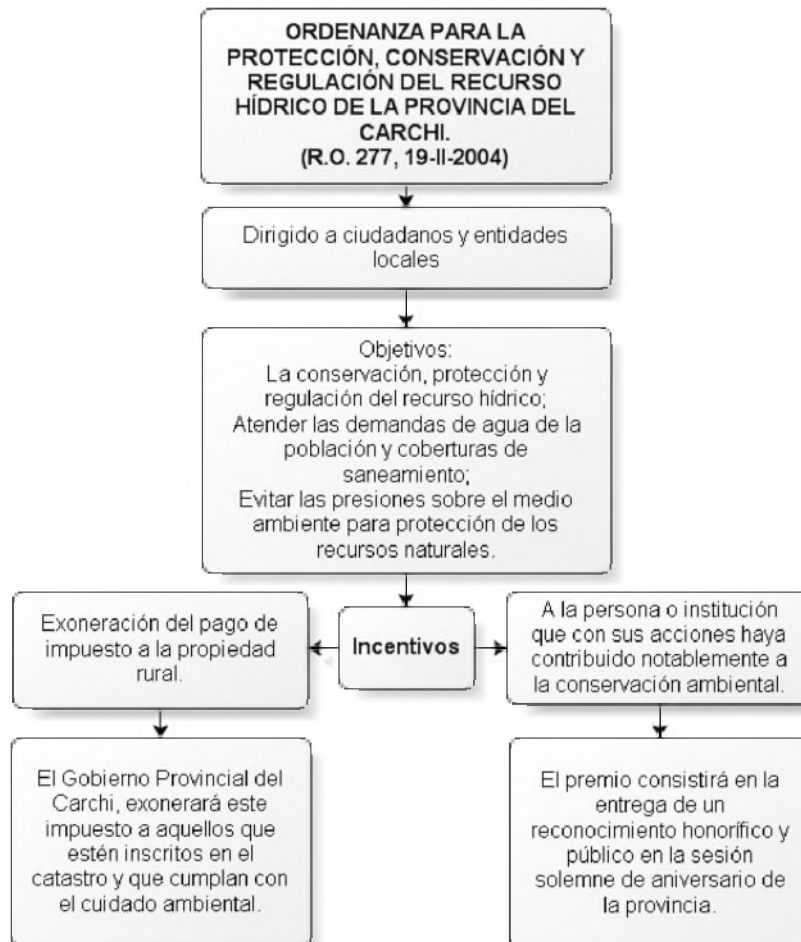 ORDENANZA PARA LA
PROTECCIÓN, CONSERVACIÓN Y
REGULACIÓN DEL RECURSO
HÍDRICO DE LA PROVINCIA DEL
CARCHI.
(R.O. 277, 19-II-2004)
Dirigido a ciudadanos y entidades
locales
Objetivos:
La conservación, protección y
regulación del recurso hídrico;
Atender las demandas de agua de la
población y coberturas de
saneamiento;
Evitar las presiones sobre el medio
ambiente para protección de los
recursos naturales.
Exoneración del pago de
impuesto a la propiedad
rural.
Incentivos
A la persona o institución
que con sus acciones haya
contribuido notablemente a
la conservación ambiental.
El Gobierno Provincial del
Carchi, exonerará este
impuesto a aquellos que
estén inscritos en el
catastro y que cumplan con
el cuidado ambiental.
El premio consistirá en la
entrega de un
reconocimiento honorífico y
público en la sesión
solemne de aniversario de
la provincia.